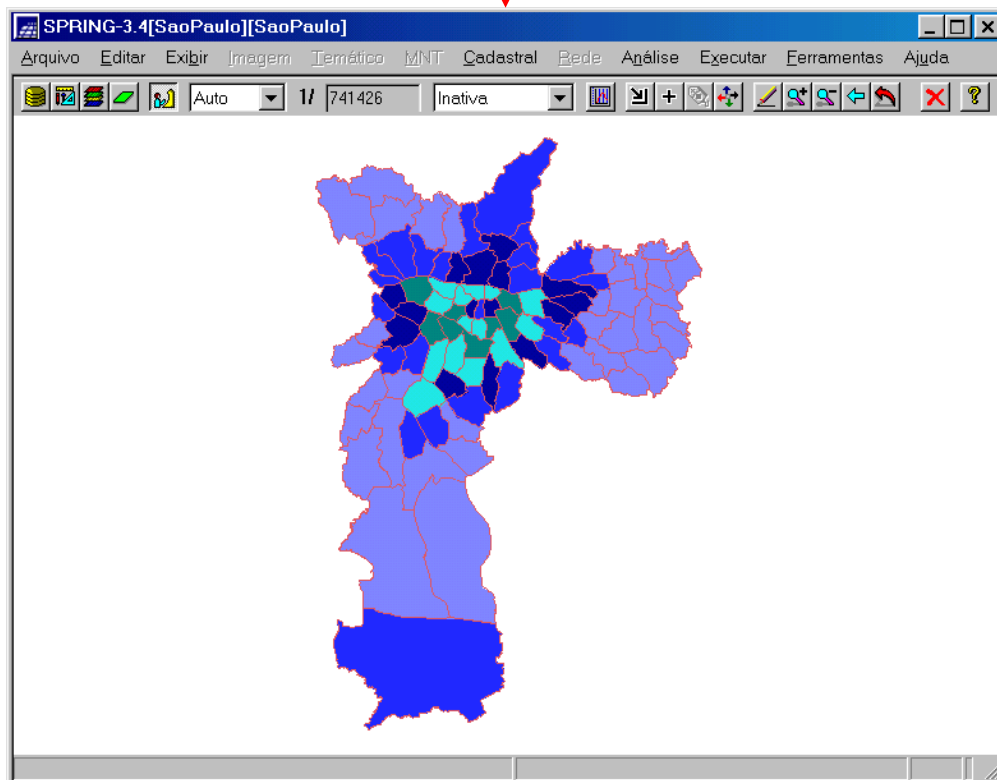 SPRING-3.4[SaoPaulo][SaoPaulo]
Arquivo Editar Exibir Imagem Temático MNT Cadastral Rede Análise Executar Ferramentas Ajuda
Auto 1/ 741426 Inativa